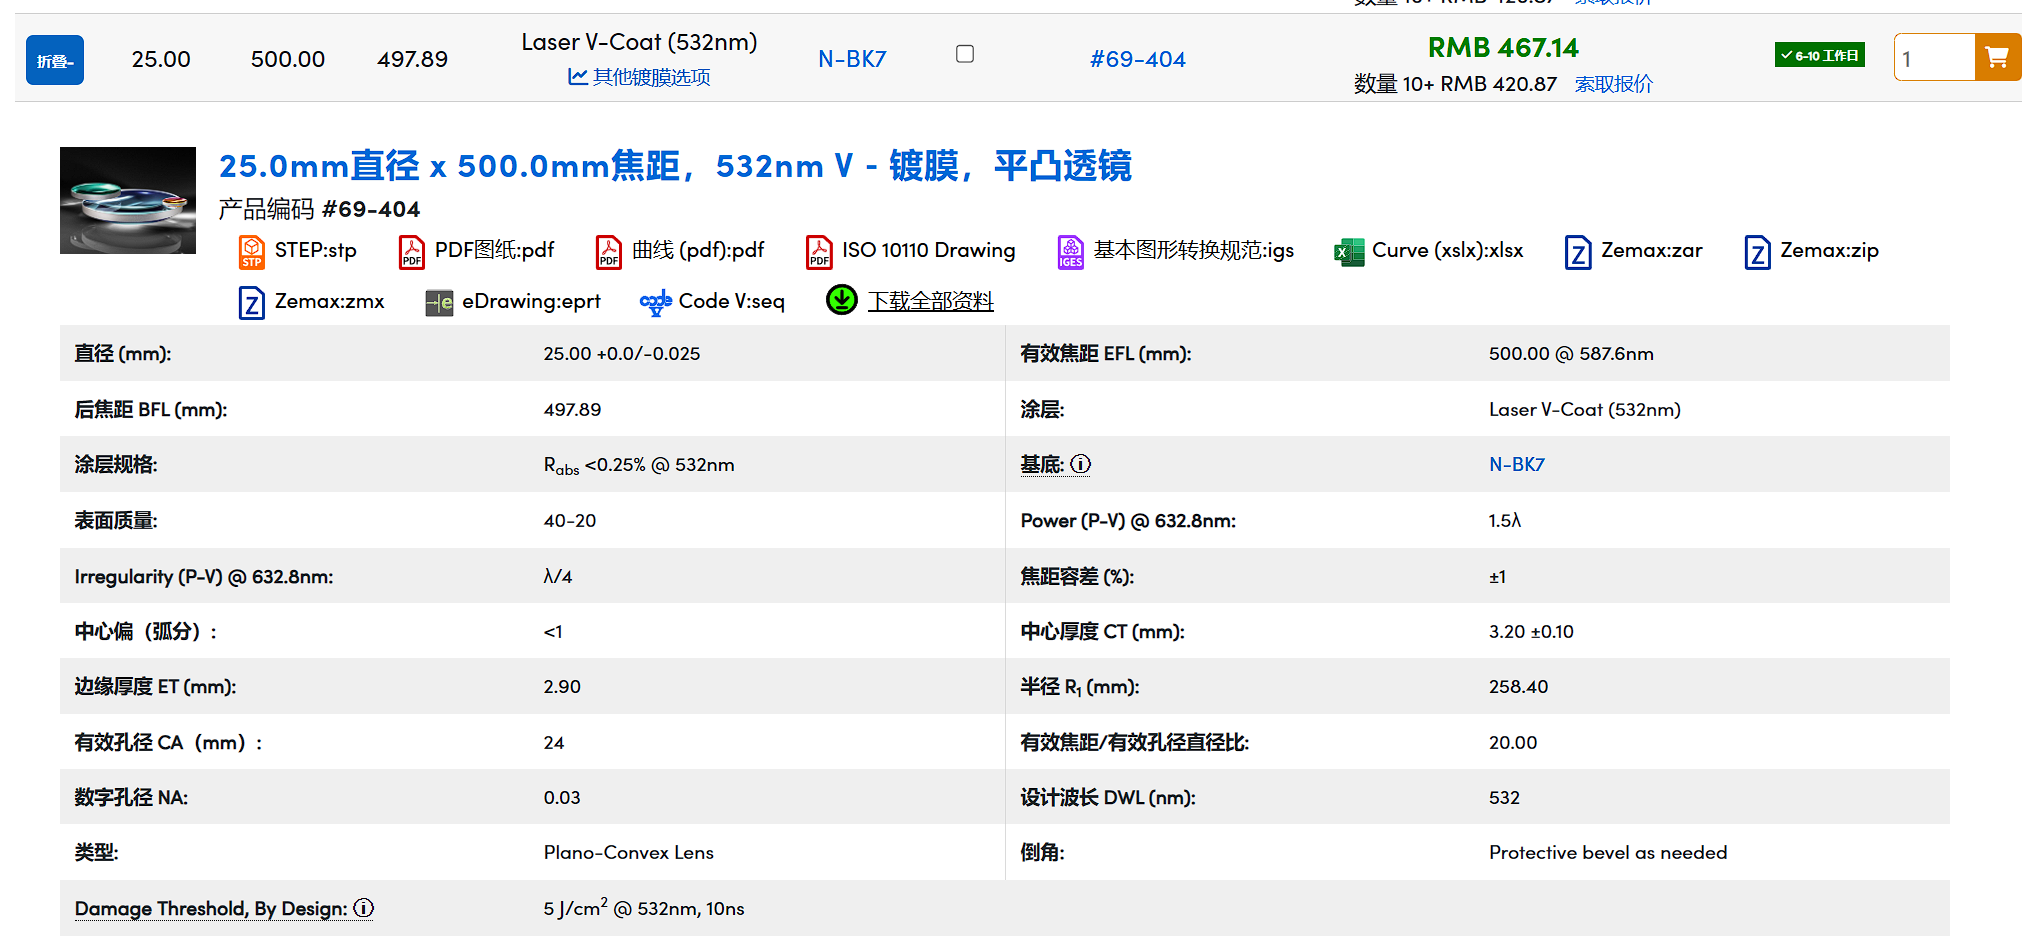 折叠- 25.00 500.00 497.89 Laser V-Coat (532nm) N-BK7 #69-404 RMB 467.14 6-10 工作日 1
其他镀膜选项 数量 10+ RMB 420.87 索取报价
25.0mm直径 x 500.0mm焦距，532nm V - 镀膜，平凸透镜
产品编码 #69-404
STEP:stp PDF图纸:pdf 曲线 (pdf):pdf ISO 10110 Drawing 基本图形转换规范:igs Curve (xslx):xlsx Zemax:zar Zemax:zip
Zemax:zmx eDrawing:eprt Code V:seq 下载全部资料
直径 (mm): 25.00 +0.0/-0.025 有效焦距 EFL (mm): 500.00 @ 587.6nm
后焦距 BFL (mm): 497.89 涂层: Laser V-Coat (532nm)
涂层规格: Rabs <0.25% @ 532nm 基底: N-BK7
表面质量: 40-20 Power (P-V) @ 632.8nm: 1.5λ
Irregularity (P-V) @ 632.8nm: λ/4 焦距容差 (%): ±1
中心偏（弧分）: <1 中心厚度 CT (mm): 3.20 ±0.10
边缘厚度 ET (mm): 2.90 半径 R1 (mm): 258.40
有效孔径 CA（mm）: 24 有效焦距/有效孔径直径比: 20.00
数字孔径 NA: 0.03 设计波长 DWL (nm): 532
类型: Plano-Convex Lens 倒角: Protective bevel as needed
Damage Threshold, By Design: 5 J/cm2 @ 532nm, 10ns